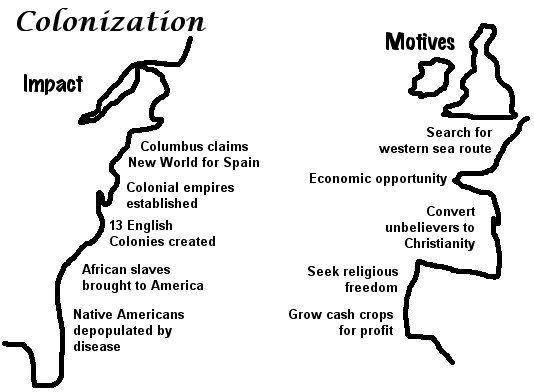 Colonization
Impact
Columbus claims
New World for Spain
Colonial empires
established
13 English
Colonies created
African slaves
brought to America
Native Americans
depopulated by
disease
Motives
Search for
western sea route
Economic opportunity
Convert
unbelievers to
Christianity
Seek religious
freedom
Grow cash crops
for profit